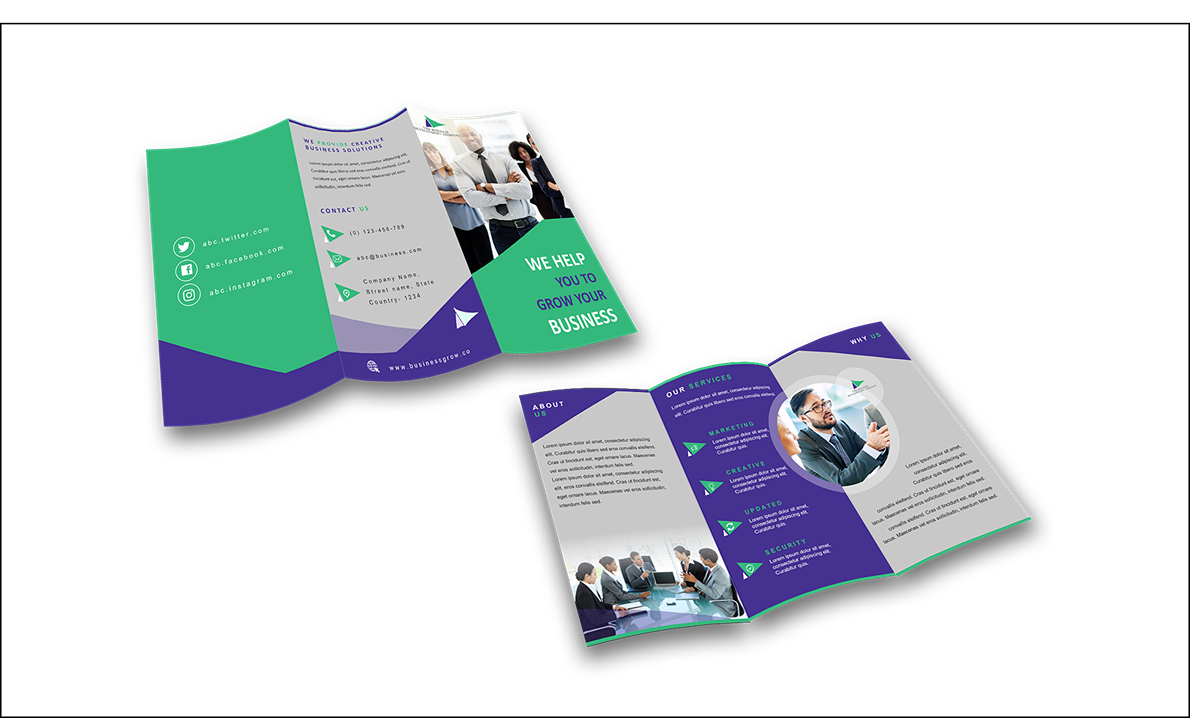 abc.twitter.com
abc.facebook.com
abc.instagram.com
WE PROVIDE CREATIVE
BUSINESS SOLUTIONS
Lorem ipsum dolor sit amet, consectetur adipiscing elit.
Curabitur quis libero sed eros convallis eleifend. Cras ut
tincidunt est, eget ornare lacus. Maecenas vel eros
sollicitudin, interdum felis sed.
CONTACT US
(0) 123-456-789
abc@business.com
Company Name,
Street name, State
Country- 1234
www.businessgrow.co
WE HELP
YOU TO
GROW YOUR
BUSINESS
ABOUT
US
Lorem ipsum dolor sit amet, consectetur adipiscing
elit. Curabitur quis libero sed eros convallis eleifend.
Cras ut tincidunt est, eget ornare lacus. Maecenas
vel eros sollicitudin, interdum felis sed.
Lorem ipsum dolor sit amet, consectetur adipiscing
elit. eros convallis eleifend. Cras ut tincidunt est,
eget ornare lacus. Maecenas vel eros sollicitudin,
interdum felis sed.
OUR SERVICES
Lorem ipsum dolor sit amet, consectetur adipiscing
elit. Curabitur quis libero sed eros convallis eleifend.
MARKETING
Lorem ipsum dolor sit amet,
consectetur adipiscing elit.
Curabitur quis.
CREATIVE
Lorem ipsum dolor sit amet,
consectetur adipiscing elit.
Curabitur quis.
UPDATED
Lorem ipsum dolor sit amet,
consectetur adipiscing elit.
Curabitur quis.
SECURITY
Lorem ipsum dolor sit amet,
consectetur adipiscing elit.
Curabitur quis.
WHY US
Lorem ipsum dolor sit amet,
consectetur adipiscing elit.
convallis eleifend. Cras ut tincidunt est, eget ornare
lacus. Maecenas vel eros sollicitudin, interdum felis sed.
convallis eleifend. Cras ut tincidunt est, eget ornare
lacus. Maecenas vel eros sollicitudin, interdum felis sed.